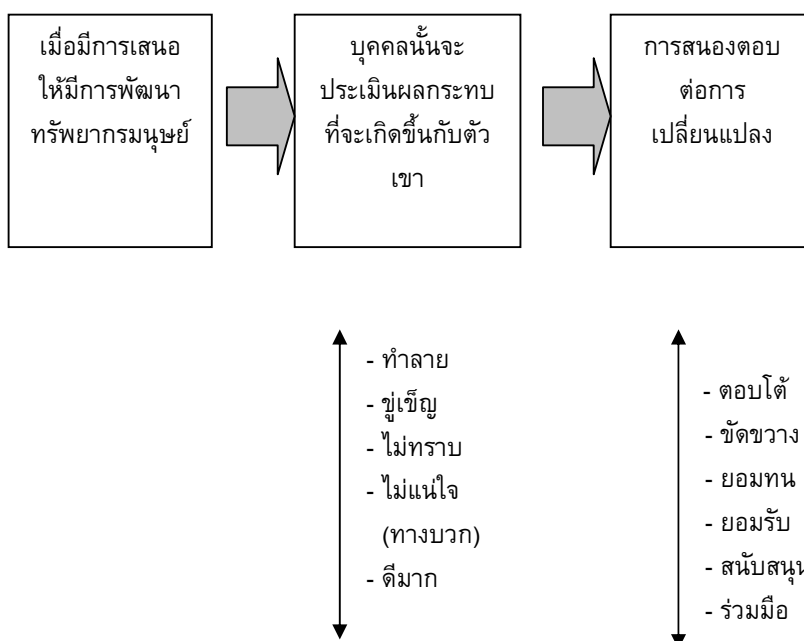 เมื่อมีการเสนอ
ให้มีการพัฒนา
ทรัพยากรมนุษย์
บุคคลนั้นจะ
ประเมินผลกระทบ
ที่จะเกิดขึ้นกับตัว
เขา
การสนองตอบ
ต่อการ
เปลี่ยนแปลง
- ทำลาย
- ขู่เข็ญ
- ไม่ทราบ
- ไม่แน่ใจ
(ทางบวก)
- ดีมาก
- ตอบโต้
- ขัดขวาง
- ยอมทน
- ยอมรับ
- สนับสนุน
- ร่วมมือ